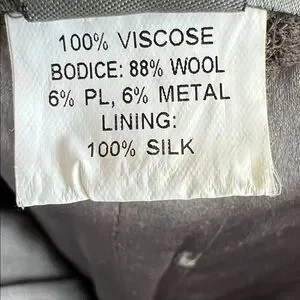 100% VISCOSE
BODICE: 88% WOOL
6% PL, 6% METAL
LINING:
100% SILK